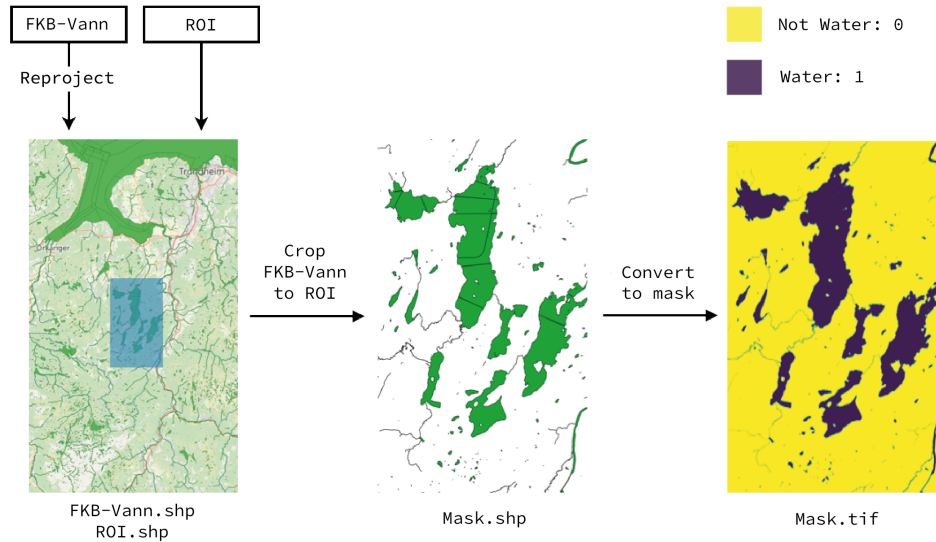 FKB-Vann
ROI
Not Water: 0
Water: 1
Reproject
Trondheim
Crop
FKB-Vann
to ROI
Convert
to mask
FKB-Vann.shp
ROI.shp
Mask.shp
Mask.tif